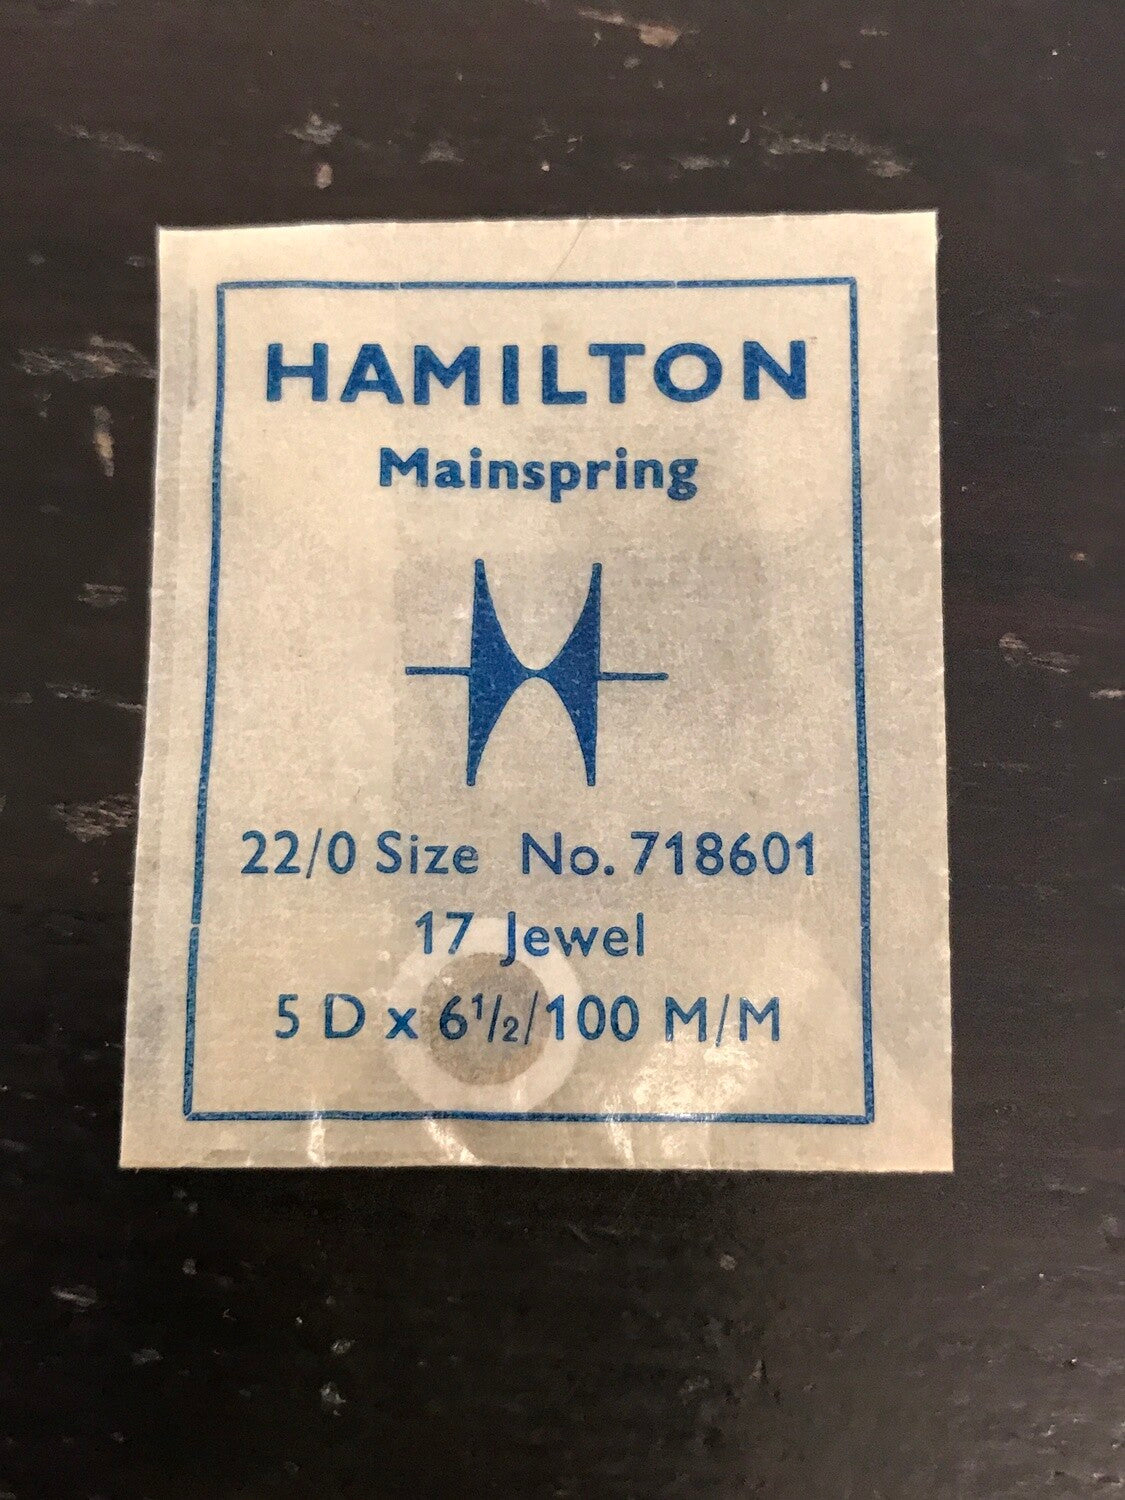 HAMILTON
Mainspring
22/0 Size No. 718601
17 Jewel
5 D x 6½/100 M/M